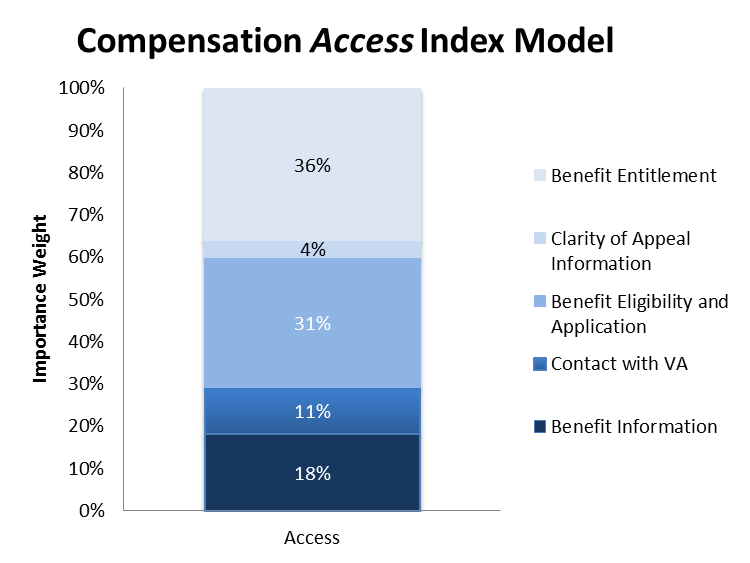 Compensation Access Index Model
100%
90%
80%
70%
60%
50%
40%
30%
20%
10%
0%
Importance Weight
36%
4%
31%
11%
18%
Access
Benefit Entitlement
Clarity of Appeal
Information
Benefit Eligibility and
Application
Contact with VA
Benefit Information